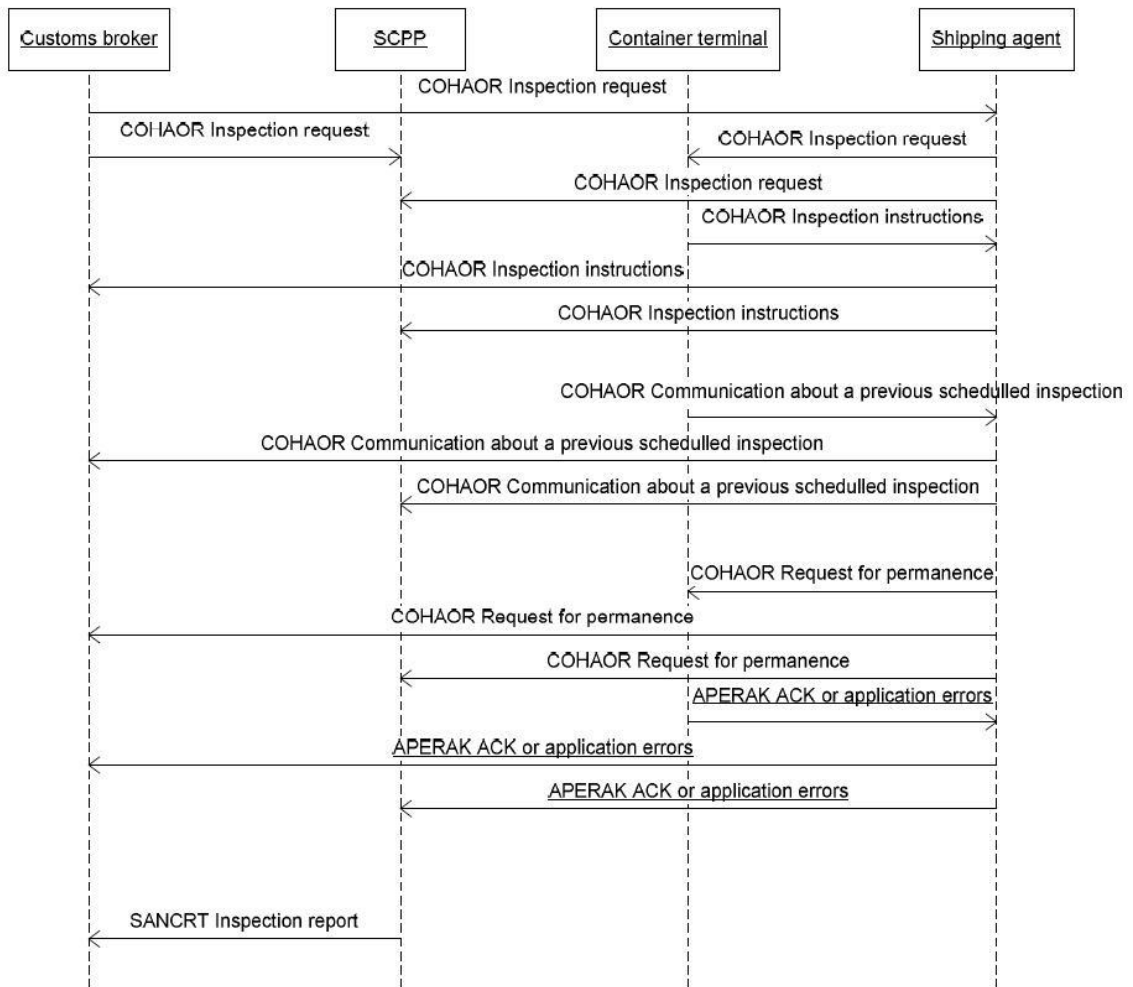 Customs broker
SCPP
Container terminal
Shipping agent
COHAOR Inspection request
COHAOR Inspection request
COHAOR Inspection request
COHAOR Inspection request
COHAOR Inspection instructions
COHAOR Inspection instructions
COHAOR Inspection instructions
COHAOR Communication about a previous schedulled inspection
COHAOR Communication about a previous schedulled inspection
COHAOR Communication about a previous schedulled inspection
COHAOR Request for permanence
COHAOR Request for permanence
COHAOR Request for permanence
APERAK ACK or application errors
APERAK ACK or application errors
APERAK ACK or application errors
SANCRT Inspection report